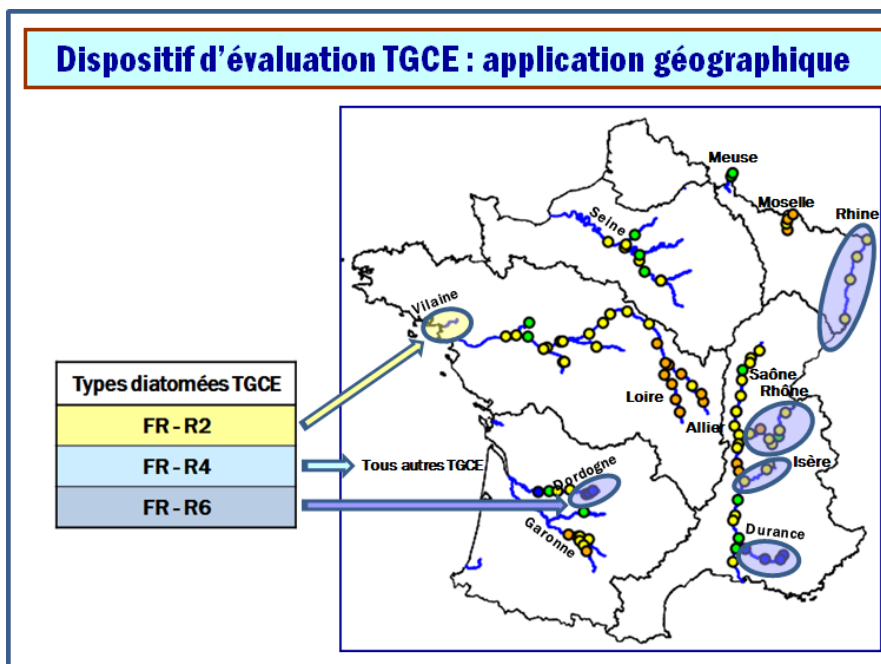 Dispositif d'évaluation TGCE : application géographique
Meuse
Moselle
Rhine
Seine
Vilaine
Types diatomées TGCE
FR - R2
FR - R4
FR - R6
Tous autres TGCE
Loire
Allier
Saône
Rhône
Isère
Dordogne
Garonne
Durance